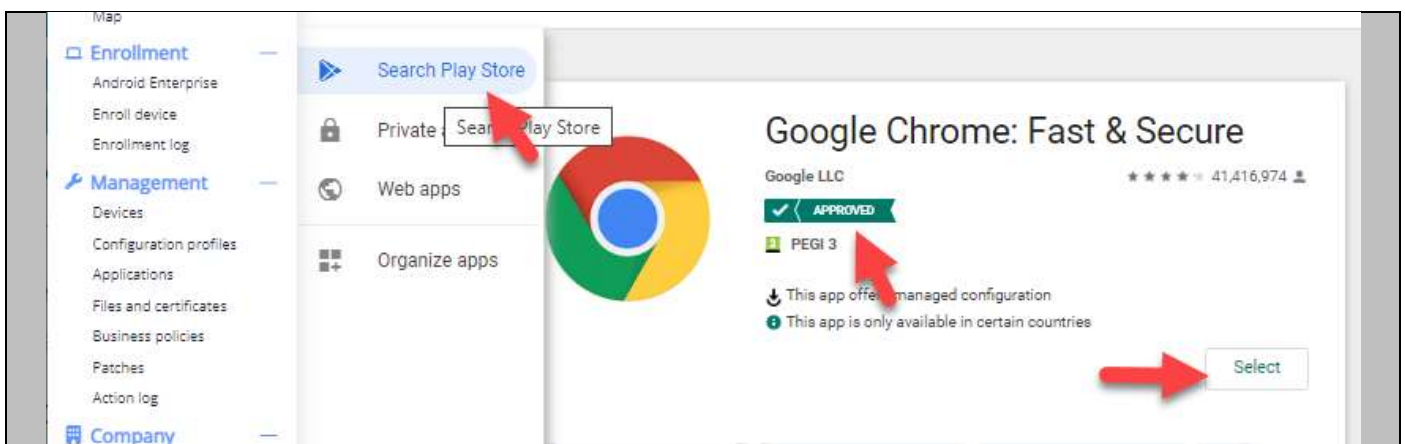 Map
Enrollment
Android Enterprise
Enroll device
Enrollment log
Management
Devices
Configuration profiles
Applications
Files and certificates
Business policies
Patches
Action log
Company
Search Play Store
Private
Search Play Store
Web apps
Organize apps
Google Chrome: Fast & Secure
Google LLC
41,416,974
APPROVED
PEGI 3
This app offers managed configuration
This app is only available in certain countries
Select